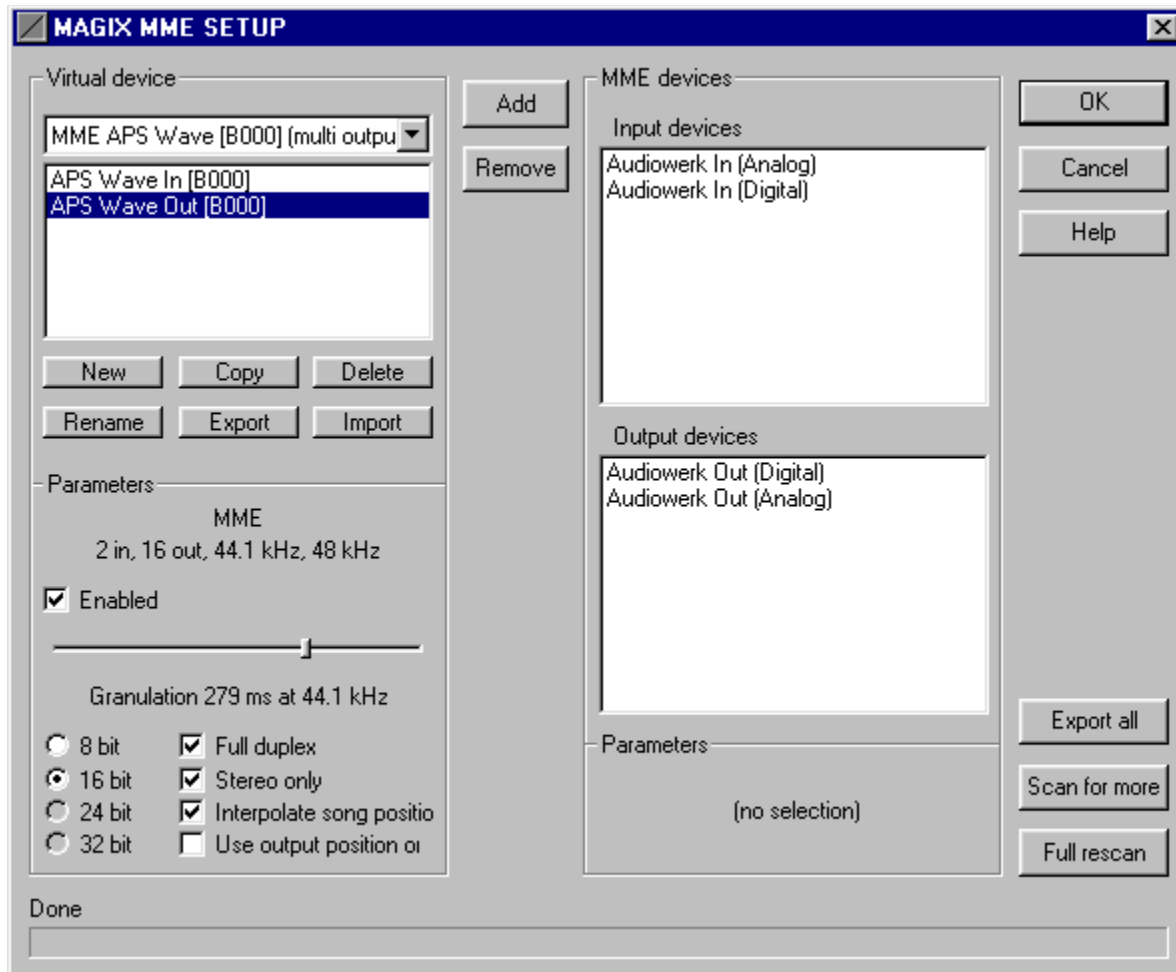 MAGIX MME SETUP
Virtual device
MME APS Wave [B000] (multi outpu
APS Wave In [B000]
APS Wave Out [B000]
New
Copy
Delete
Rename
Export
Import
Parameters
MME
2 in, 16 out, 44.1 kHz, 48 kHz
Enabled
Granulation 279 ms at 44.1 kHz
8 bit
Full duplex
16 bit
Stereo only
24 bit
Interpolate song positio
32 bit
Use output position
Add
Remove
MME devices
Input devices
Audiowerk In (Analog)
Audiowerk In (Digital)
Output devices
Audiowerk Out (Digital)
Audiowerk Out (Analog)
Parameters
(no selection)
OK
Cancel
Help
Export all
Scan for more
Full rescan
Done